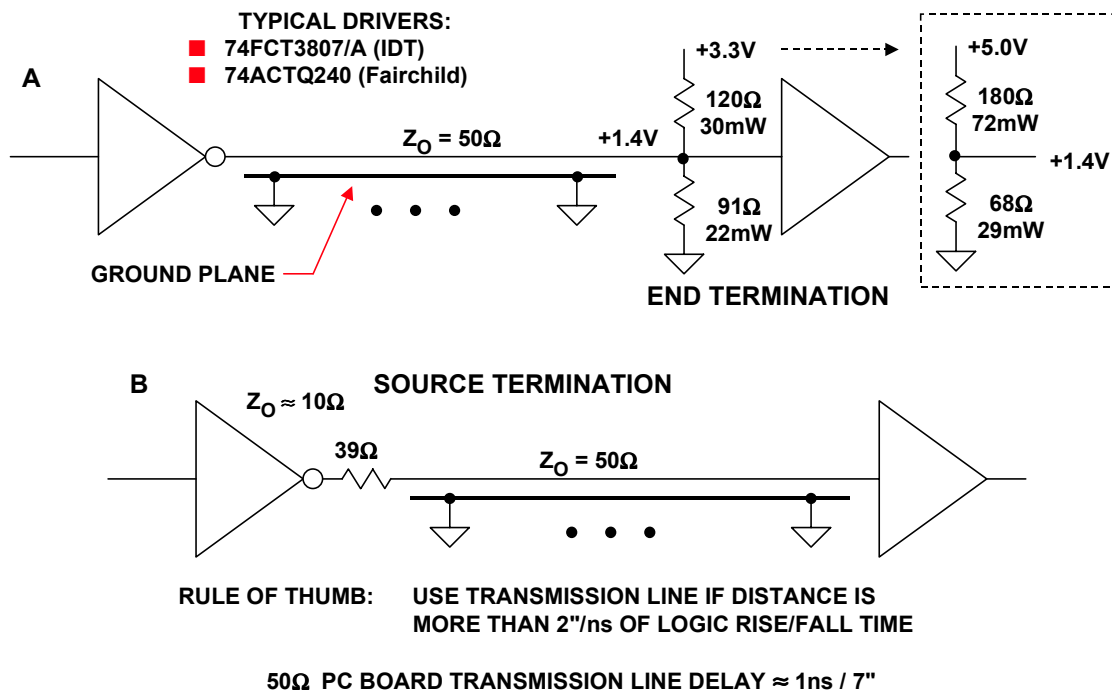 TYPICAL DRIVERS:
74FCT3807/A (IDT)
74ACTQ240 (Fairchild)
A
+3.3V
+5.0V
120Ω
30mW
180Ω
72mW
ZO = 50Ω
+1.4V
+1.4V
91Ω
22mW
68Ω
29mW
GROUND PLANE
END TERMINATION
B
SOURCE TERMINATION
ZO ≈ 10Ω
39Ω
ZO = 50Ω
RULE OF THUMB: USE TRANSMISSION LINE IF DISTANCE IS
MORE THAN 2"/ns OF LOGIC RISE/FALL TIME
50Ω PC BOARD TRANSMISSION LINE DELAY ≈ 1ns / 7"